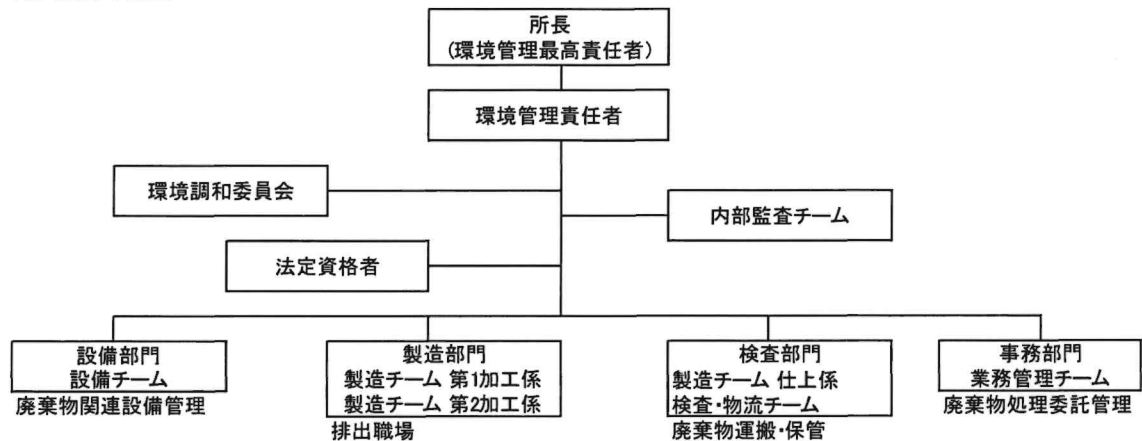 所長
(環境管理最高責任者)
環境管理責任者
環境調和委員会
内部監査チーム
法定資格者
設備部門
設備チーム
廃棄物関連設備管理
製造部門
製造チーム 第1加工係
製造チーム 第2加工係
排出職場
検査部門
製造チーム 仕上係
検査・物流チーム
廃棄物運搬・保管
事務部門
業務管理チーム
廃棄物処理委託管理